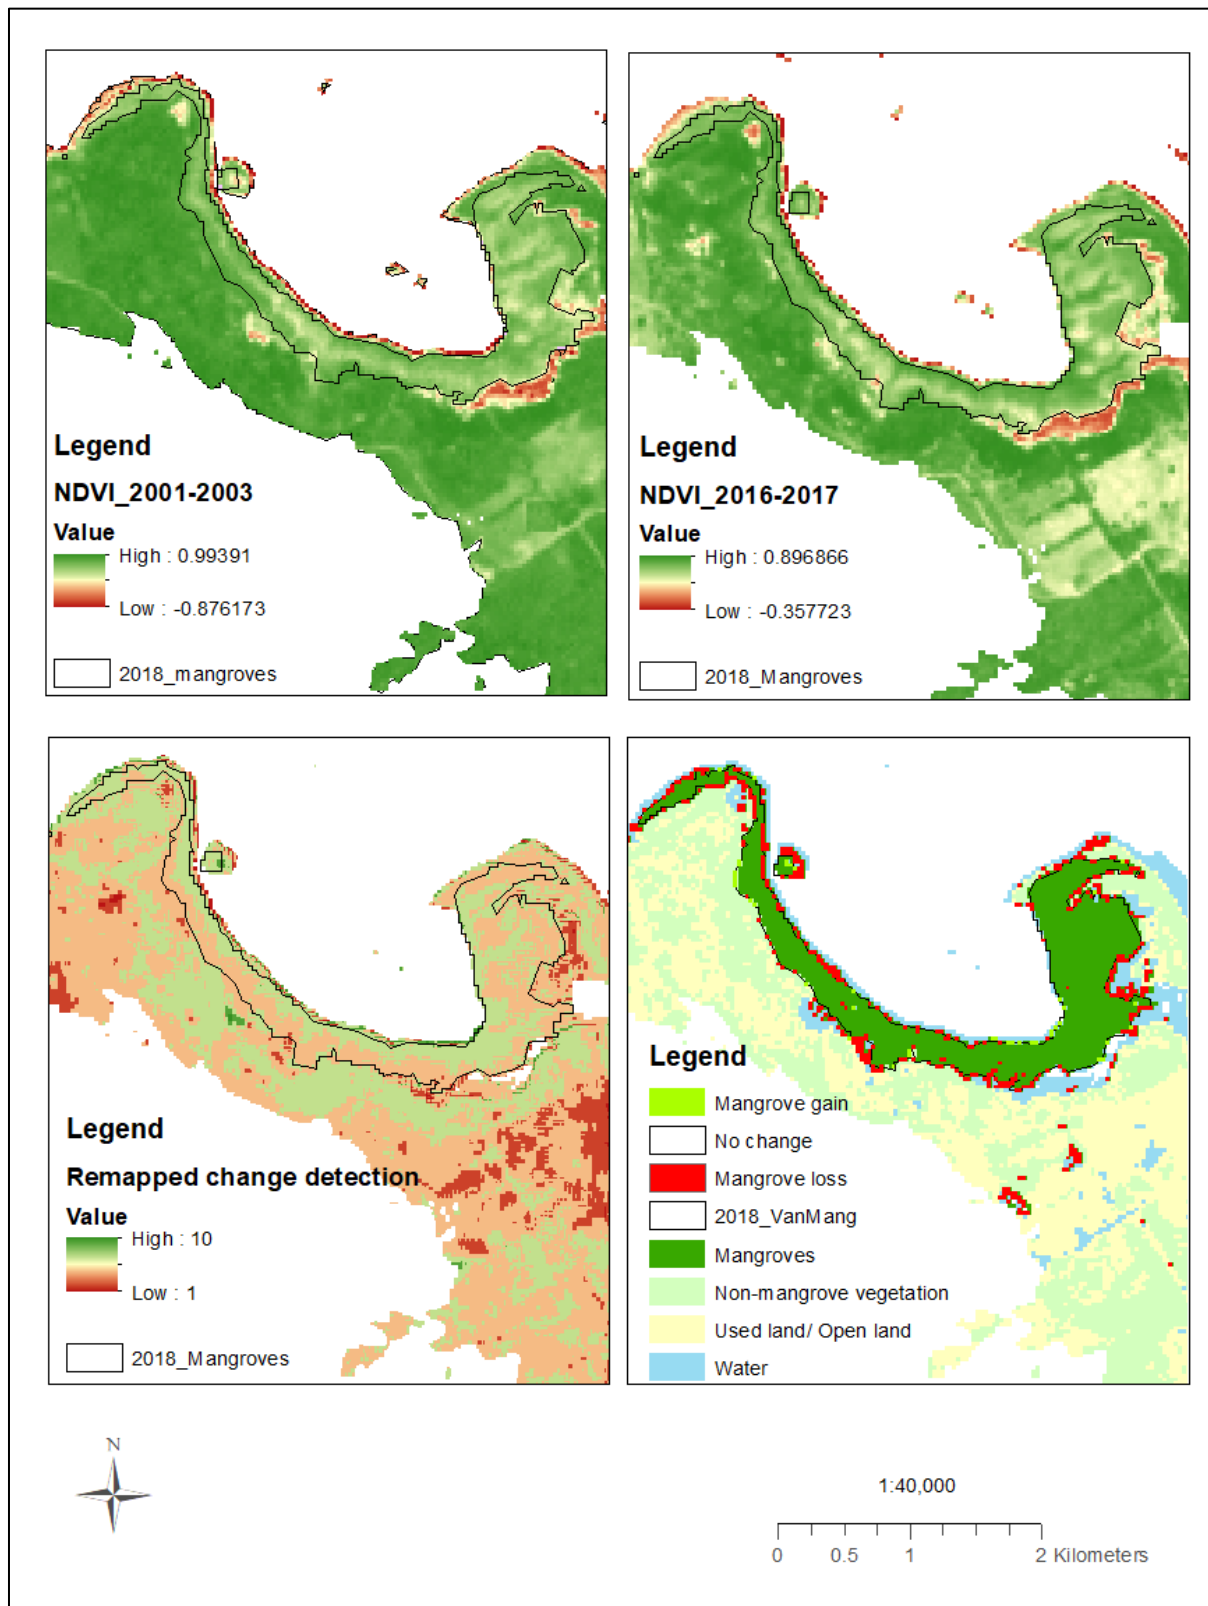 Legend
NDVI_2001-2003
Value
High : 0.99391
Low : -0.876173
2018_mangroves
Legend
NDVI_2016-2017
Value
High : 0.896866
Low : -0.357723
2018_Mangroves
Legend
Remapped change detection
Value
High : 10
Low : 1
2018_Mangroves
Legend
Mangrove gain
No change
Mangrove loss
2018_VanMang
Mangroves
Non-mangrove vegetation
Used land/ Open land
Water
N
1:40,000
0 0.5 1 2 Kilometers